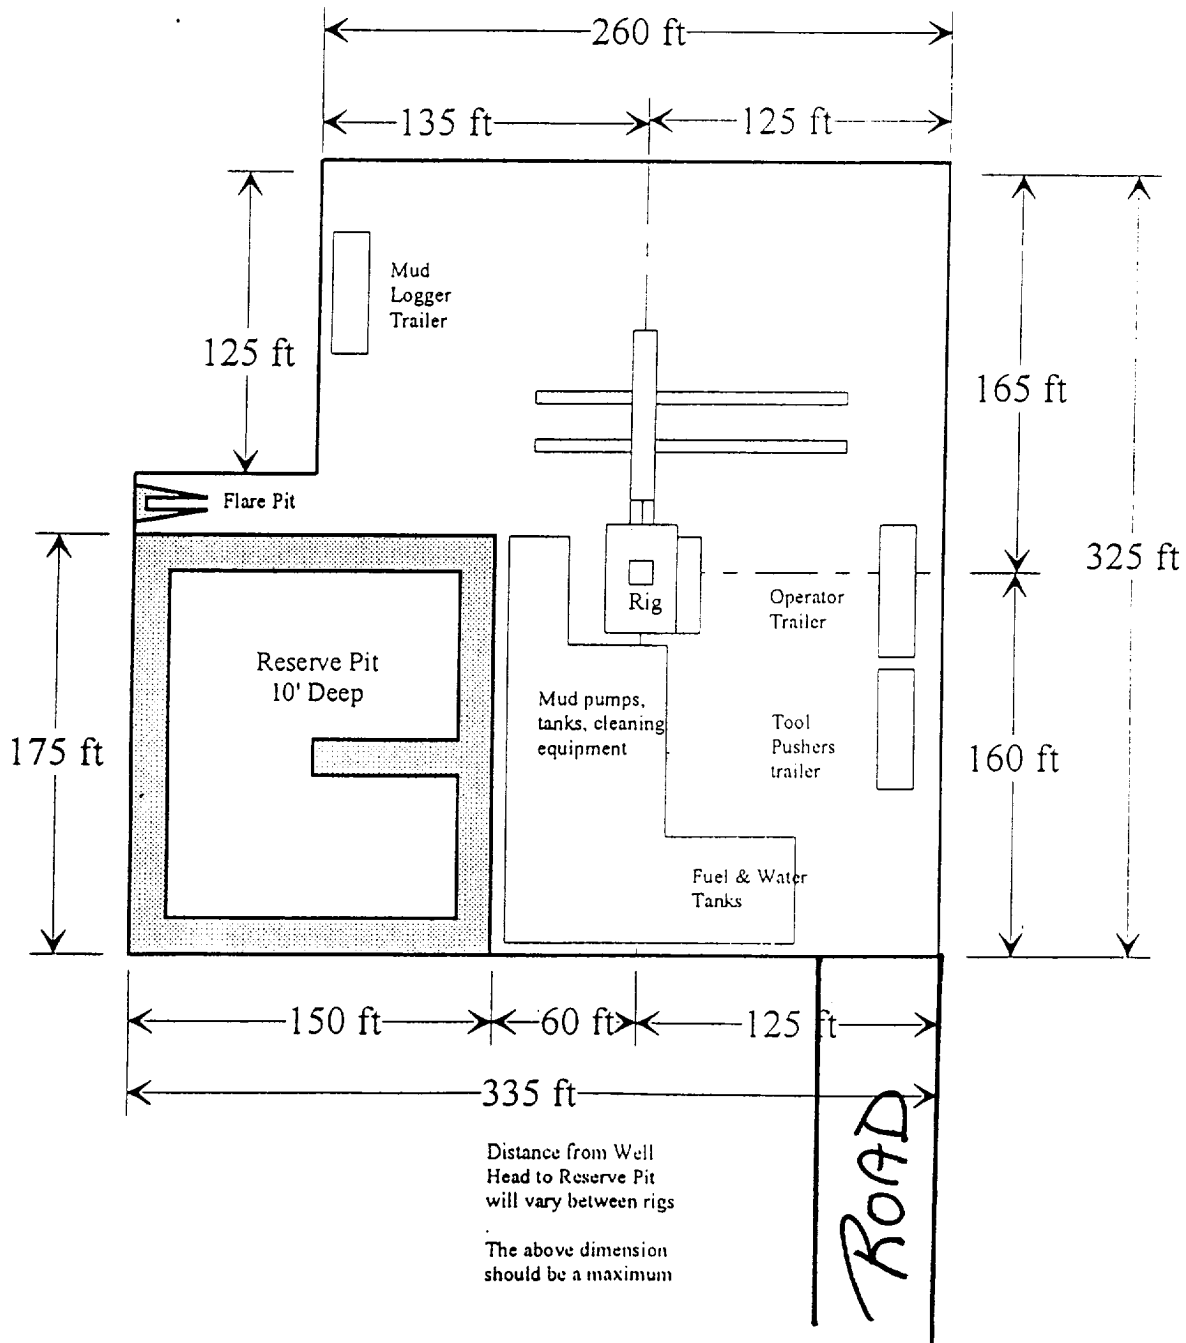 260 ft
135 ft
125 ft
Mud
Logger
Trailer
125 ft
165 ft
Flare Pit
325 ft
Rig
Operator
Trailer
Reserve Pit
10' Deep
Mud pumps,
tanks, cleaning
equipment
Tool
Pushers
trailer
175 ft
160 ft
Fuel & Water
Tanks
150 ft
60 ft
125 ft
335 ft
Distance from Well
Head to Reserve Pit
will vary between rigs
The above dimension
should be a maximum
ROAD